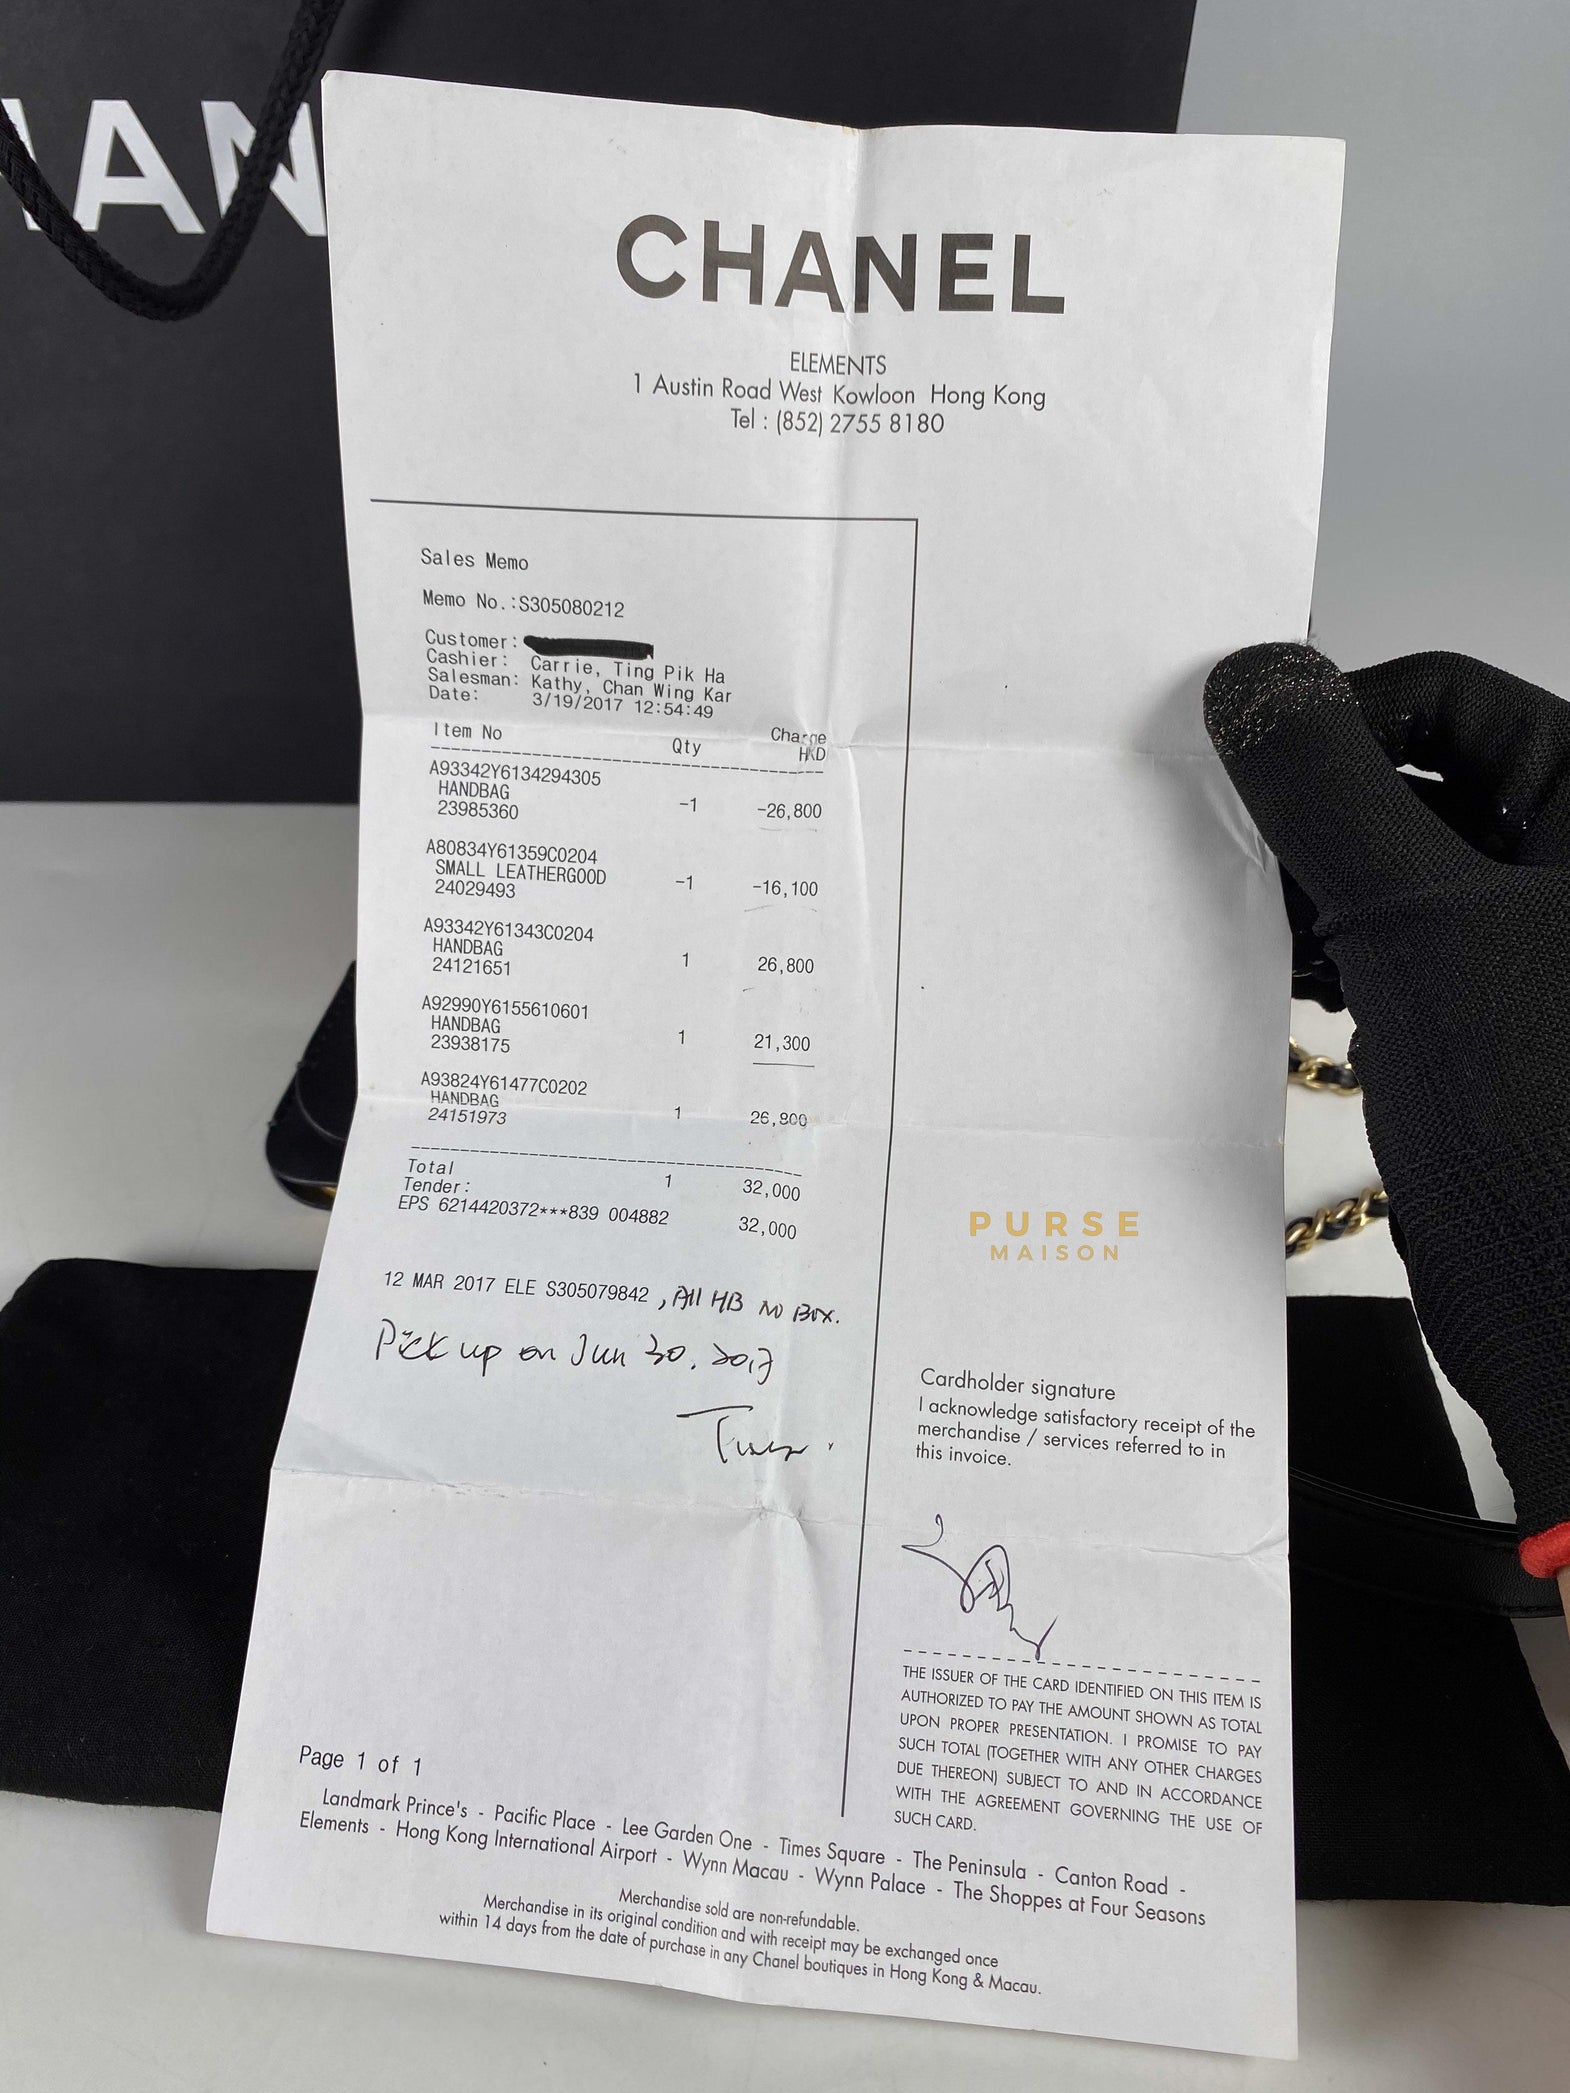 HAN
CHANEL
ELEMENTS
1 Austin Road West Kowloon Hong Kong
Tel : (852) 2755 8180
Sales Memo
Memo No.:S305080212
Customer:
Cashier: Carrie, Ting Pik Ha
Salesman: Kathy, Chan Wing Kar
Date: 3/19/2017 12:54:49
Item No Qty Charge
HKD
A93342Y6134294305
HANDBAG
23985360 -1 -26,800
A80834Y61359C0204
SMALL LEATHERGOOD
24029493 -1 -16,100
A93342Y61343C0204
HANDBAG
24121651 1 26,800
A92990Y6155610601
HANDBAG
23938175 1 21,300
A93824Y61477C0202
HANDBAG
24151973 1 26,800
Total 1 32,000
Tender:
EPS 6214420372***839 004882 32,000
12 MAR 2017 ELE S305079842 , All HB NO BOX.
Pick up on Jun 30, 2017
PURSE
MAISON
Cardholder signature
I acknowledge satisfactory receipt of the
merchandise / services referred to in
this invoice.
THE ISSUER OF THE CARD IDENTIFIED ON THIS ITEM IS
AUTHORIZED TO PAY THE AMOUNT SHOWN AS TOTAL
UPON PROPER PRESENTATION. I PROMISE TO PAY
SUCH TOTAL (TOGETHER WITH ANY OTHER CHARGES
DUE THEREON) SUBJECT TO AND IN ACCORDANCE
WITH THE AGREEMENT GOVERNING THE USE OF
SUCH CARD.
Page 1 of 1
Landmark Prince's - Pacific Place - Lee Garden One - Times Square - The Peninsula - Canton Road -
Elements - Hong Kong International Airport - Wynn Macau - Wynn Palace - The Shoppes at Four Seasons
Merchandise sold are non-refundable.
Merchandise in its original condition and with receipt may be exchanged once
within 14 days from the date of purchase in any Chanel boutiques in Hong Kong & Macau.